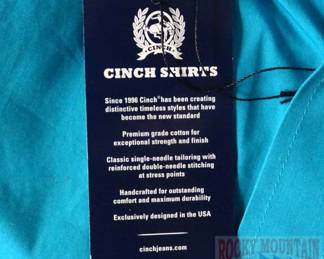 CINCH
CINCH SHIRTS
Since 1996 Cinch® has been creating
distinctive timeless styles that have
become the new standard
Premium grade cotton for
exceptional strength and finish
Classic single-needle tailoring with
reinforced double-needle stitching
at stress points
Handcrafted for outstanding
comfort and maximum durability
Exclusively designed in the USA
cinchjeans.com
ROCKY MOUNTAIN